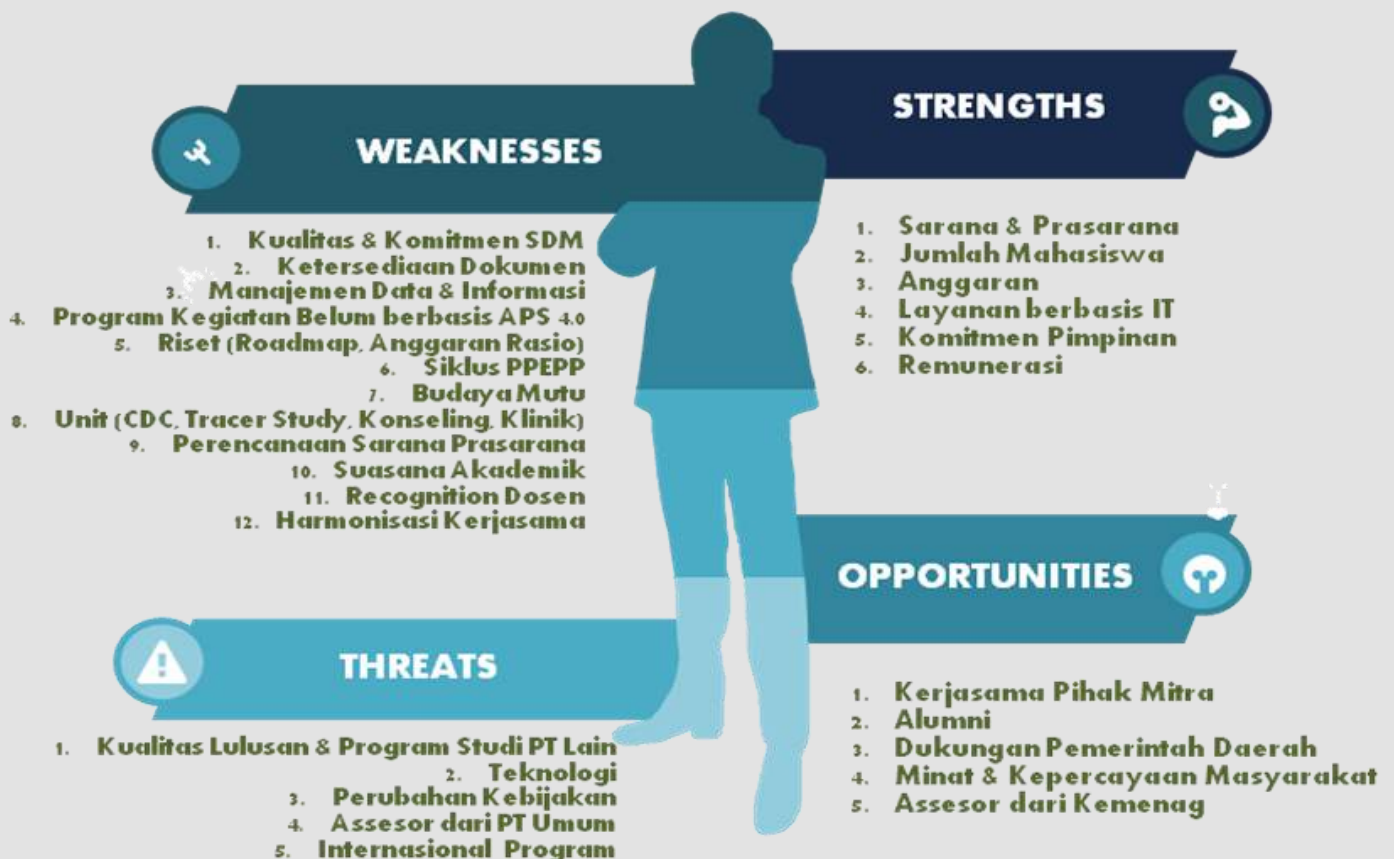 WEAKNESSES
1. Kualitas & Komitmen SDM
2. Ketersediaan Dokumen
3. Manajemen Data & Informasi
4. Program Kegiatan Belum berbasis APS 4.0
5. Riset (Roadmap, Anggaran Rasio)
6. Siklus PPEPP
7. Budaya Mutu
8. Unit (CDC, Tracer Study, Konseling, Klinik)
9. Perencanaan Sarana Prasarana
10. Suasana Akademik
11. Recognition Dosen
12. Harmonisasi Kerjasama
STRENGTHS
1. Sarana & Prasarana
2. Jumlah Mahasiswa
3. Anggaran
4. Layanan berbasis IT
5. Komitmen Pimpinan
6. Remunerasi
THREATS
1. Kualitas Lulusan & Program Studi PT Lain
2. Teknologi
3. Perubahan Kebijakan
4. Assesor dari PT Umum
5. Internasional Program
OPPORTUNITIES
1. Kerjasama Pihak Mitra
2. Alumni
3. Dukungan Pemerintah Daerah
4. Minat & Kepercayaan Masyarakat
5. Assesor dari Kemenag